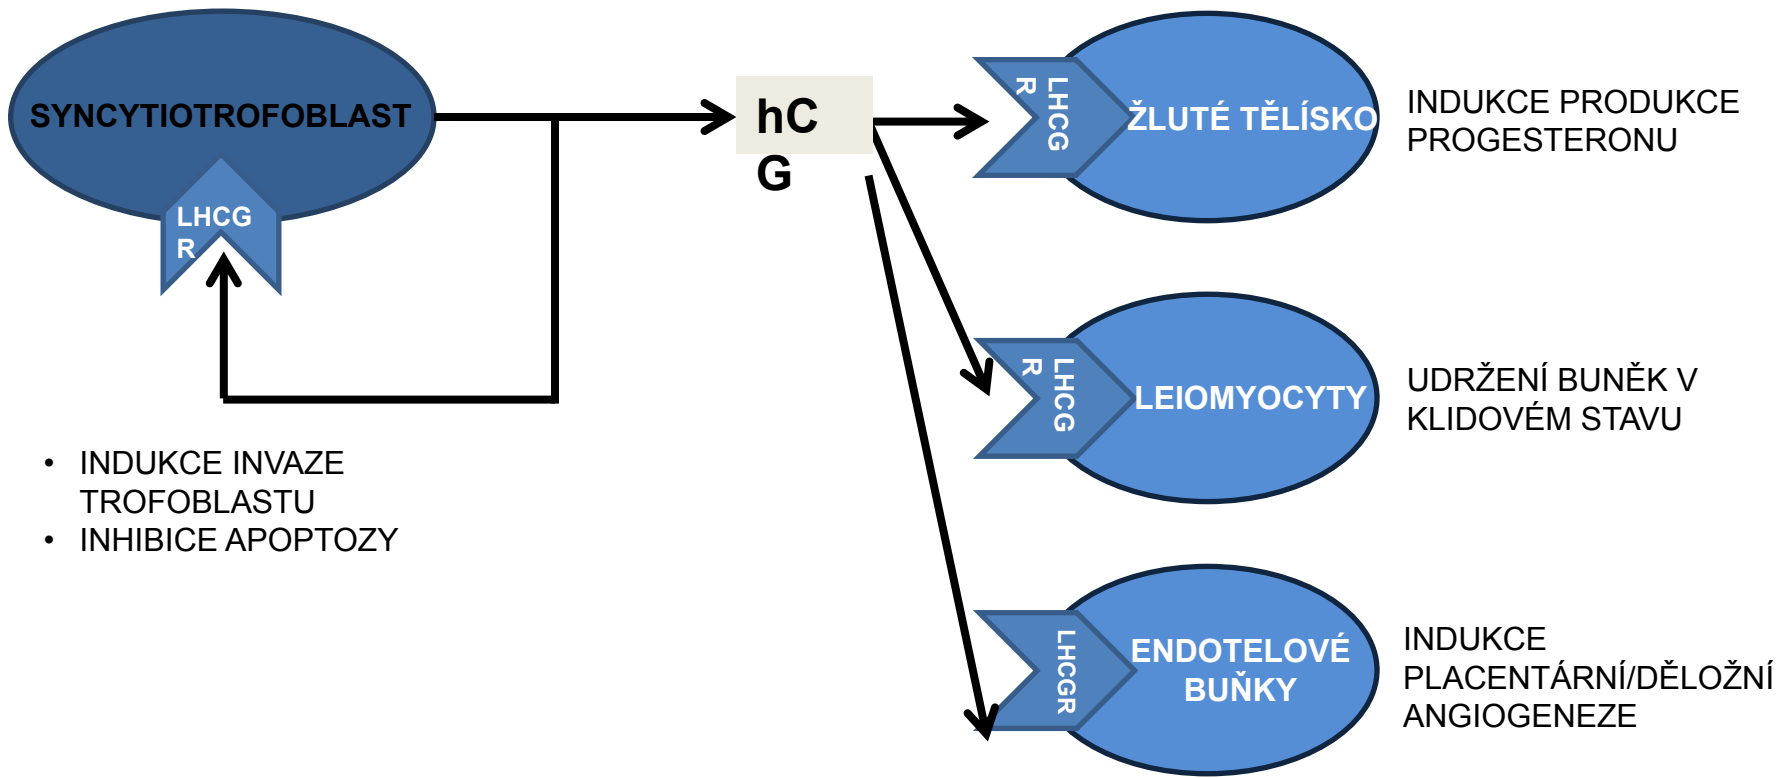 SYNCYTIOTROFOBLAST
LHCG
R
• INDUKCE INVAZE
TROFOBLASTU
• INHIBICE APOPTOZY
hC
G
LHCG
R
ŽLUTÉ TĚLÍSKO
INDUKCE PRODUKCE
PROGESTERONU
LHCG
R
LEIOMYOCYTY
UDRŽENÍ BUNĚK V
KLIDOVÉM STAVU
LHCGR
ENDOTELOVÉ
BUŇKY
INDUKCE
PLACENTÁRNÍ/DĚLOŽNÍ
ANGIOGENEZE